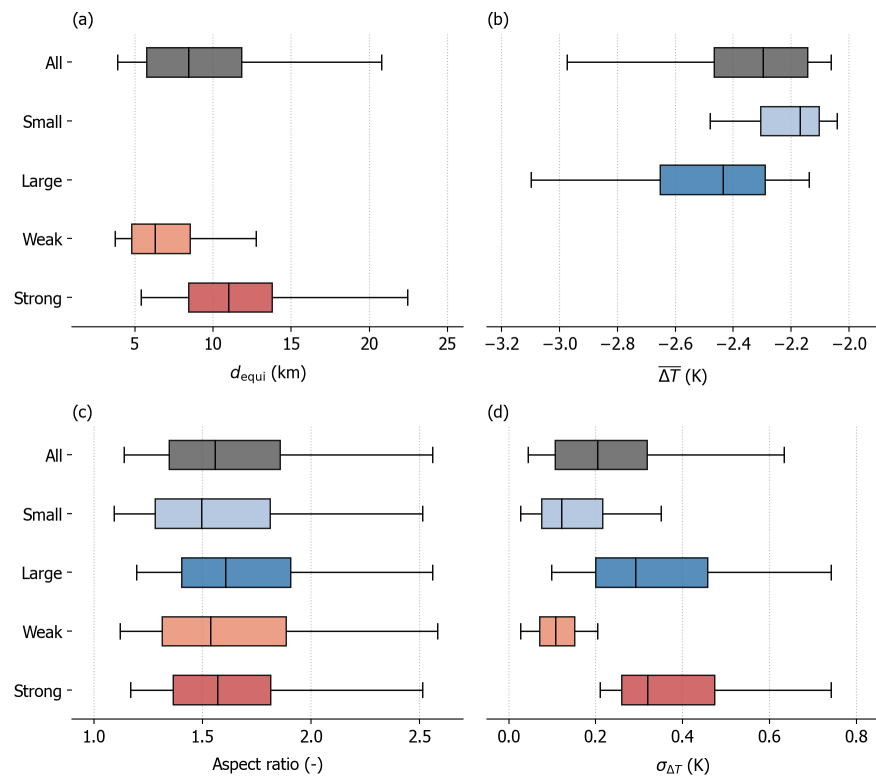 (a)
(b)
All
Small
Large
Weak
Strong
5 10 15 20 25
−3.2 −3.0 −2.8 −2.6 −2.4 −2.2 −2.0
d_equi (km)
ΔT̅ (K)
(c)
(d)
All
Small
Large
Weak
Strong
1.0 1.5 2.0 2.5
0.0 0.2 0.4 0.6 0.8
Aspect ratio (-)
σ_ΔT (K)